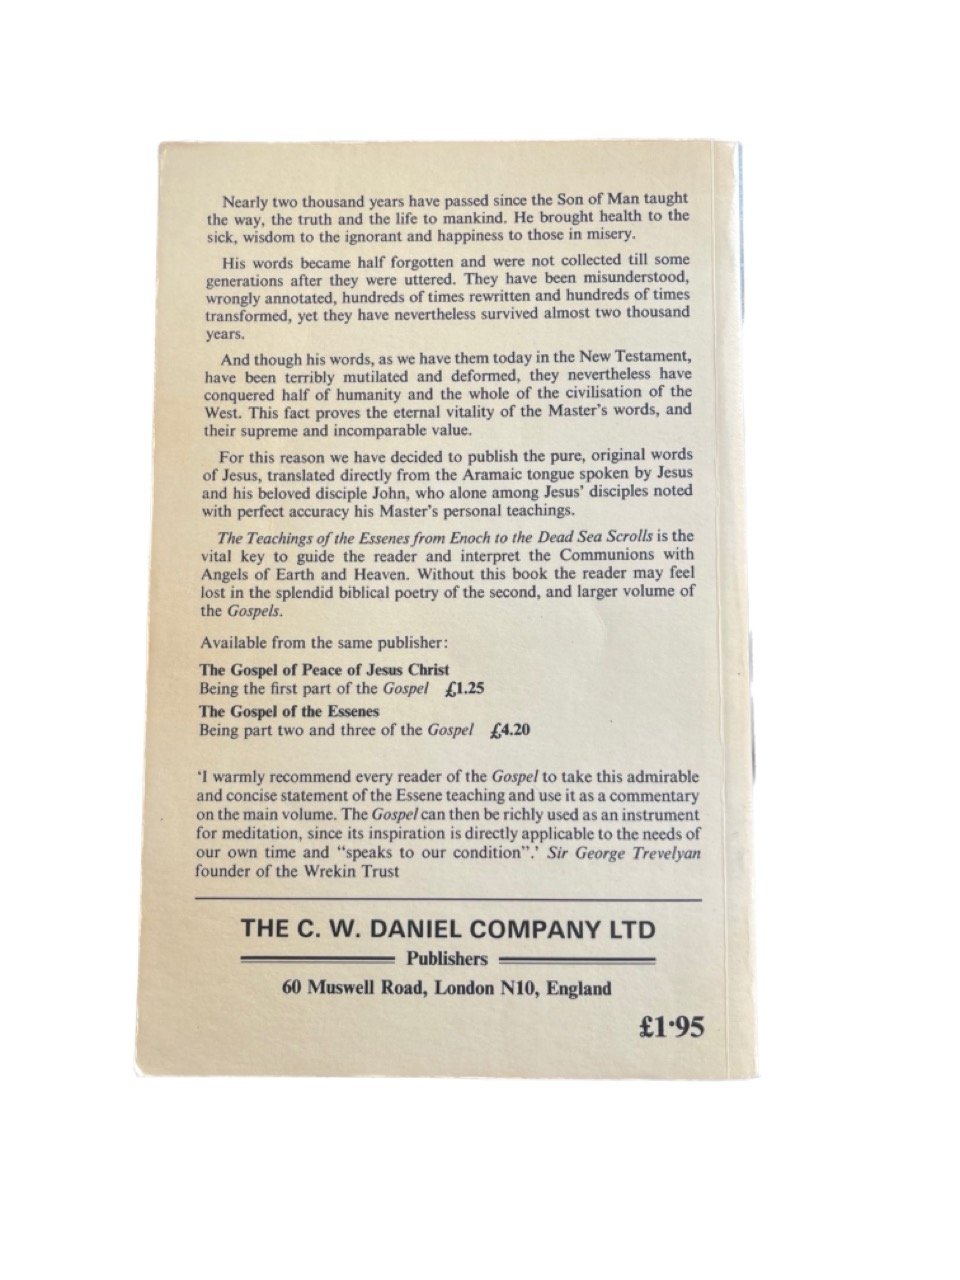 Nearly two thousand years have passed since the Son of Man taught
the way, the truth and the life to mankind. He brought health to the
sick, wisdom to the ignorant and happiness to those in misery.
His words became half forgotten and were not collected till some
generations after they were uttered. They have been misunderstood,
wrongly annotated, hundreds of times rewritten and hundreds of times
transformed, yet they have nevertheless survived almost two thousand
years.
And though his words, as we have them today in the New Testament,
have been terribly mutilated and deformed, they nevertheless have
conquered half of humanity and the whole of the civilisation of the
West. This fact proves the eternal vitality of the Master's words, and
their supreme and incomparable value.
For this reason we have decided to publish the pure, original words
of Jesus, translated directly from the Aramaic tongue spoken by Jesus
and his beloved disciple John, who alone among Jesus' disciples noted
with perfect accuracy his Master's personal teachings.
The Teachings of the Essenes from Enoch to the Dead Sea Scrolls is the
vital key to guide the reader and interpret the Communions with
Angels of Earth and Heaven. Without this book the reader may feel
lost in the splendid biblical poetry of the second, and larger volume of
the Gospels.
Available from the same publisher:
The Gospel of Peace of Jesus Christ
Being the first part of the Gospel £1.25
The Gospel of the Essenes
Being part two and three of the Gospel £4.20
'I warmly recommend every reader of the Gospel to take this admirable
and concise statement of the Essene teaching and use it as a commentary
on the main volume. The Gospel can then be richly used as an instrument
for meditation, since its inspiration is directly applicable to the needs of
our own time and "speaks to our condition".' Sir George Trevelyan
founder of the Wrekin Trust
THE C. W. DANIEL COMPANY LTD
Publishers
60 Muswell Road, London N10, England
£1·95